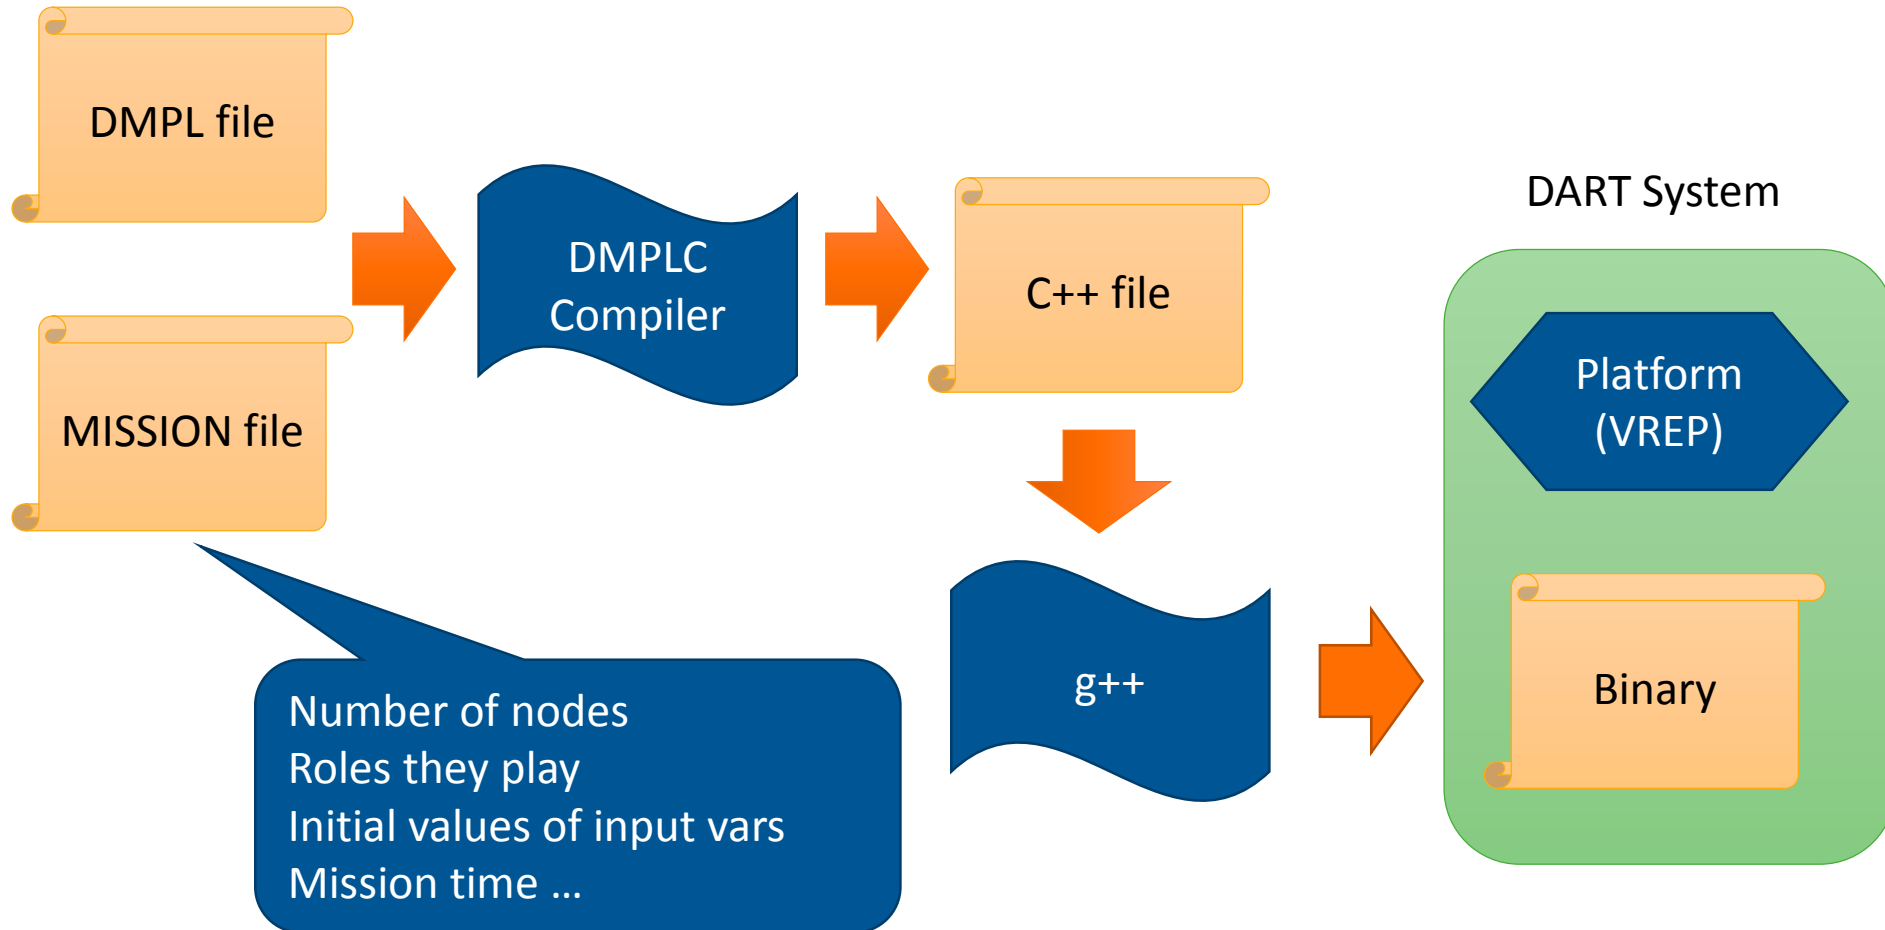 DMPL file
MISSION file
DMPLC
Compiler
C++ file
g++
DART System
Platform
(VREP)
Binary
Number of nodes
Roles they play
Initial values of input vars
Mission time ...